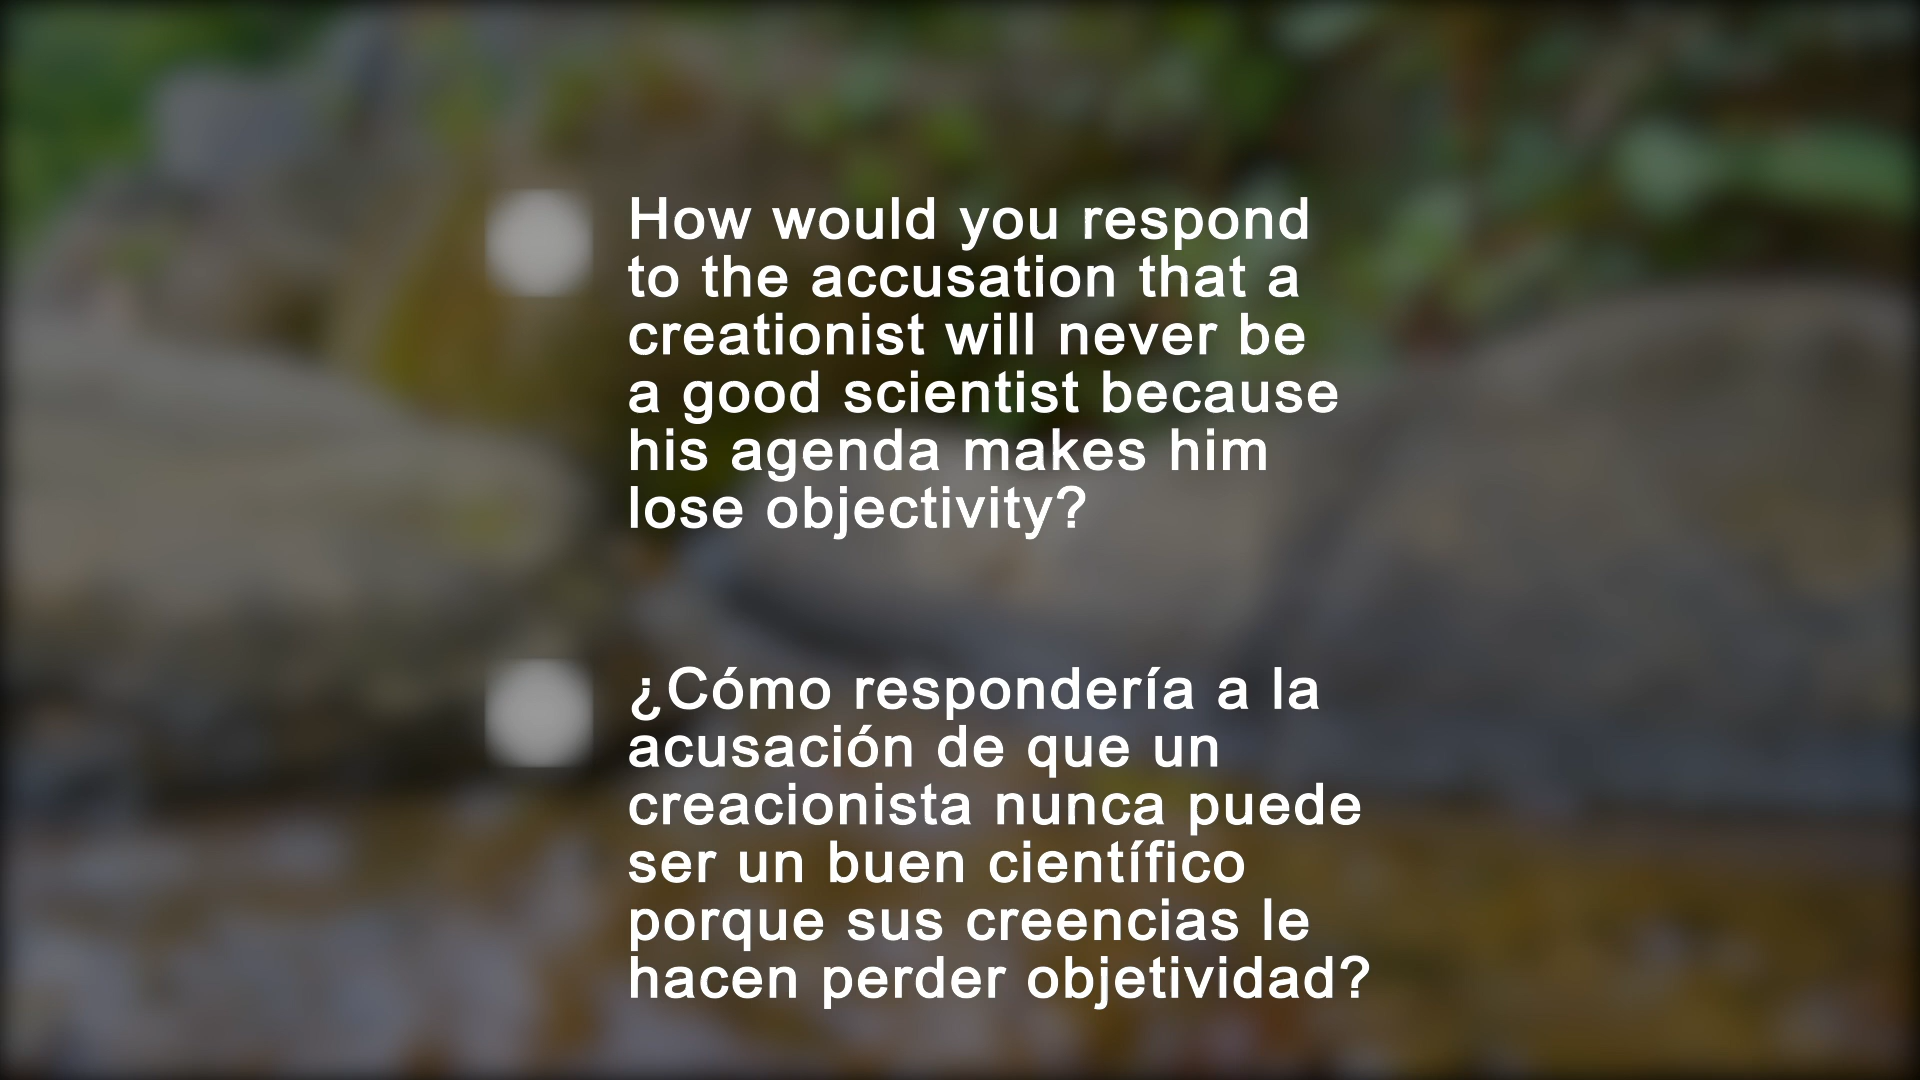 How would you respond
to the accusation that a
creationist will never be
a good scientist because
his agenda makes him
lose objectivity?
¿Cómo respondería a la
acusación de que un
creacionista nunca puede
ser un buen científico
porque sus creencias le
hacen perder objetividad?